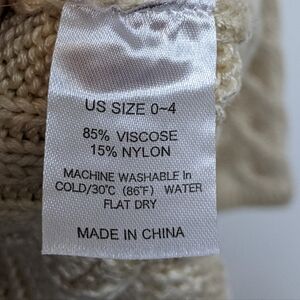 US SIZE 0~4
85% VISCOSE
15% NYLON
MACHINE WASHABLE In
COLD/30℃ (86℉) WATER
FLAT DRY
MADE IN CHINA